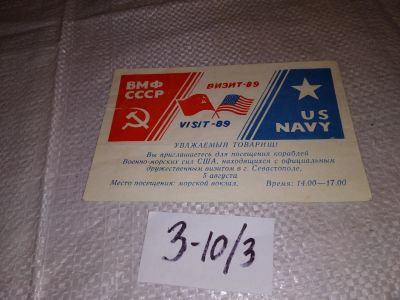 ВМФ
СССР
ВИЗИТ-89
VISIT-89
US
NAVY
УВАЖАЕМЫЙ ТОВАРИЩ!
Вы приглашаетесь для посещения кораблей
Военно-морских сил США, находящихся с официальным
дружественным визитом в г. Севастополе,
5 августа
Место посещения: морской вокзал. Время: 14.00—17.00
3-10/3